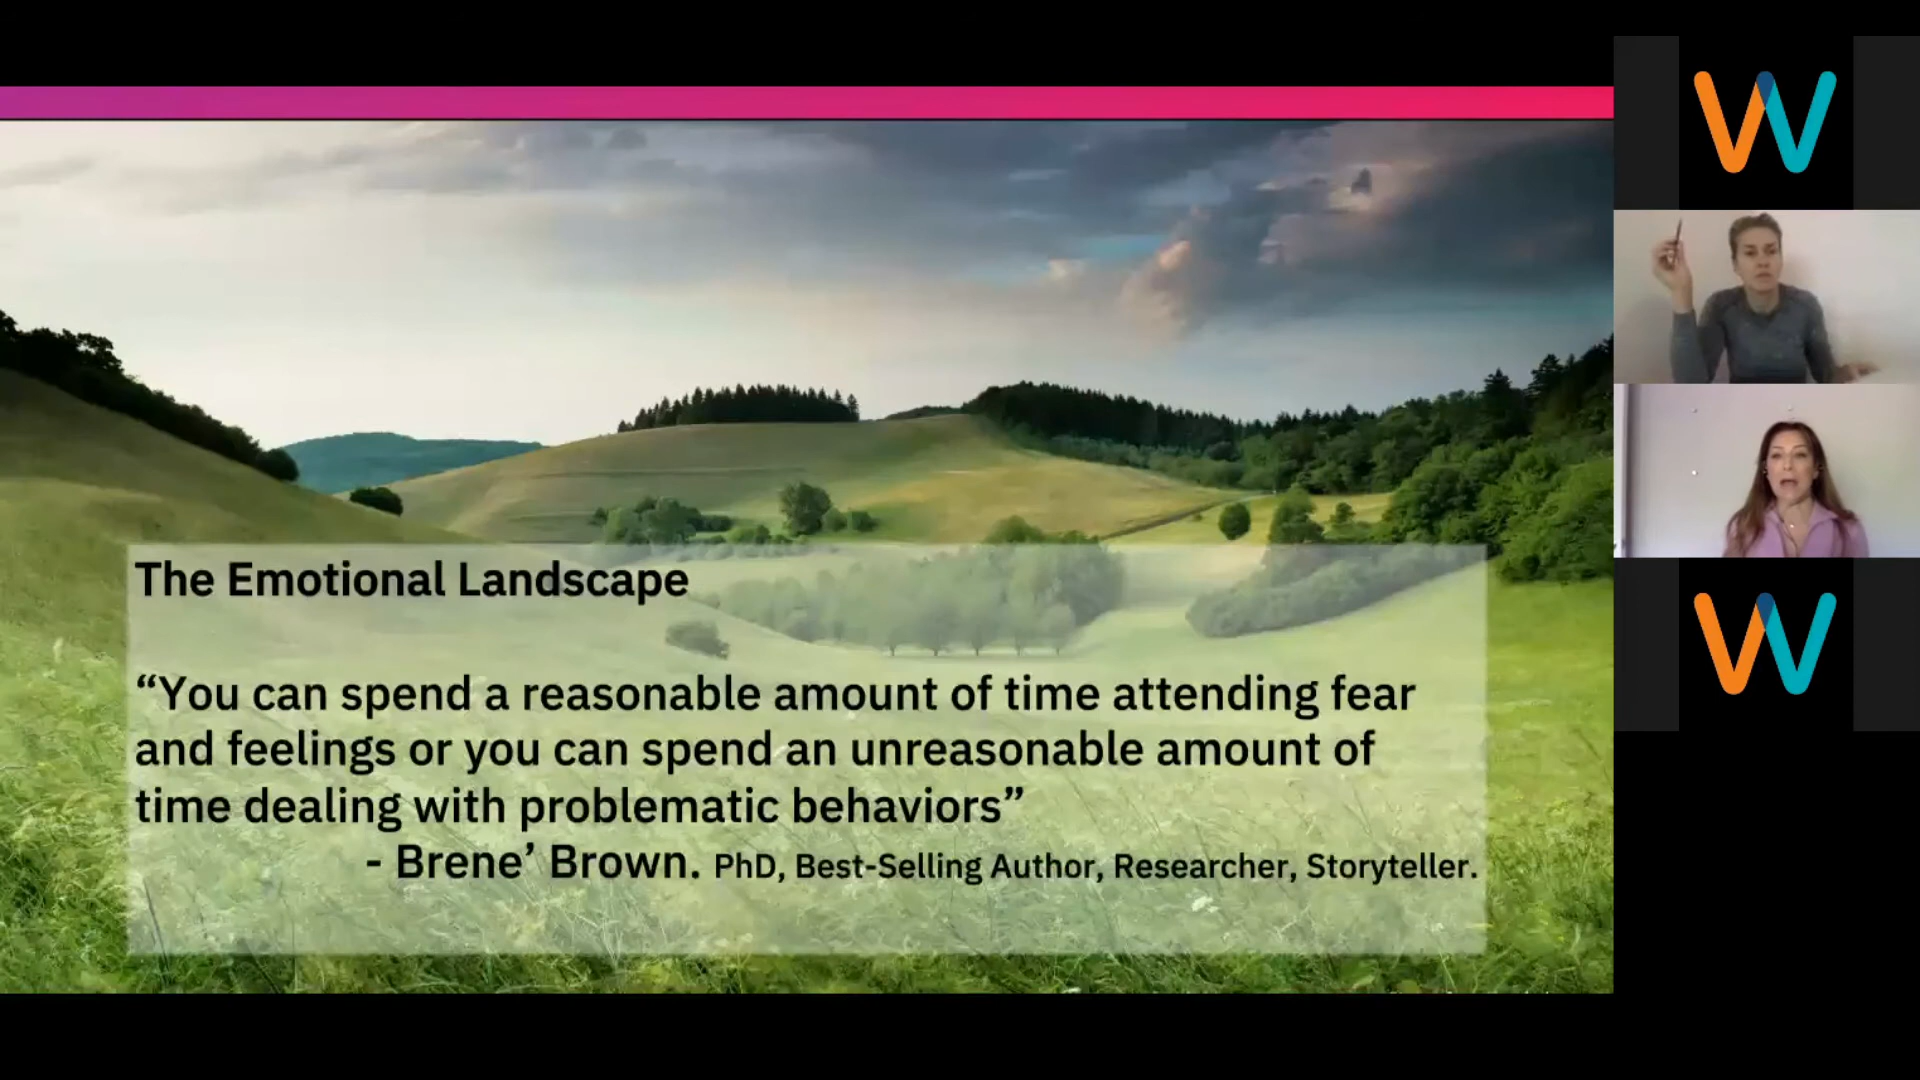 The Emotional Landscape
“You can spend a reasonable amount of time attending fear
and feelings or you can spend an unreasonable amount of
time dealing with problematic behaviors”
- Brene’ Brown. PhD, Best-Selling Author, Researcher, Storyteller.